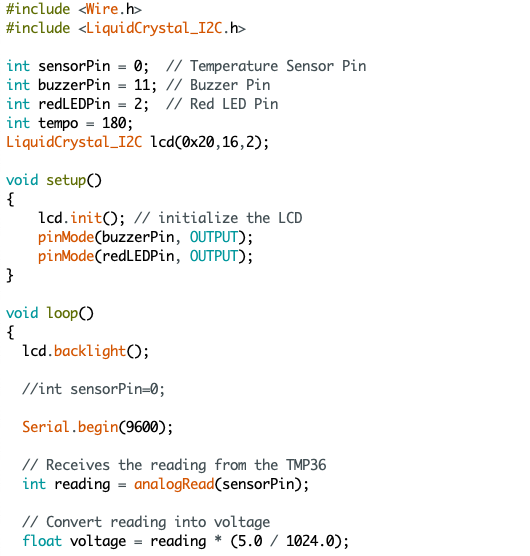 #include <Wire.h>
#include <LiquidCrystal_I2C.h>

int sensorPin = 0;  // Temperature Sensor Pin
int buzzerPin = 11; // Buzzer Pin
int redLEDPin = 2;  // Red LED Pin
int tempo = 180;
LiquidCrystal_I2C lcd(0x20,16,2);

void setup()
{
    lcd.init(); // initialize the LCD
    pinMode(buzzerPin, OUTPUT);
    pinMode(redLEDPin, OUTPUT);
}

void loop()
{
  lcd.backlight();

  //int sensorPin=0;

  Serial.begin(9600);

  // Receives the reading from the TMP36
  int reading = analogRead(sensorPin);

  // Convert reading into voltage
  float voltage = reading * (5.0 / 1024.0);